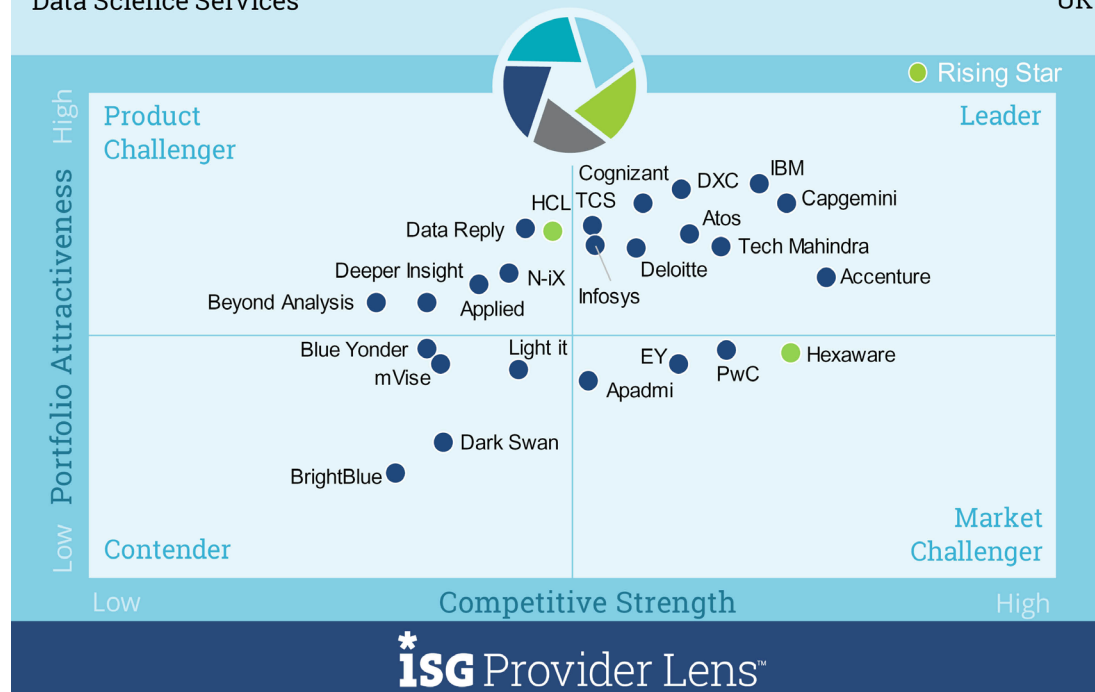 Data Science Services
UK
Rising Star
High
Product
Challenger
Leader
Portfolio Attractiveness
Cognizant
DXC
IBM
HCL
TCS
Capgemini
Data Reply
Atos
Tech Mahindra
Deeper Insight
N-iX
Deloitte
Accenture
Beyond Analysis
Applied
Infosys
Blue Yonder
Light it
EY
Hexaware
mVise
PwC
Apadmi
Dark Swan
BrightBlue
Low
Contender
Market
Challenger
Low
Competitive Strength
High
*ISG Provider Lens™